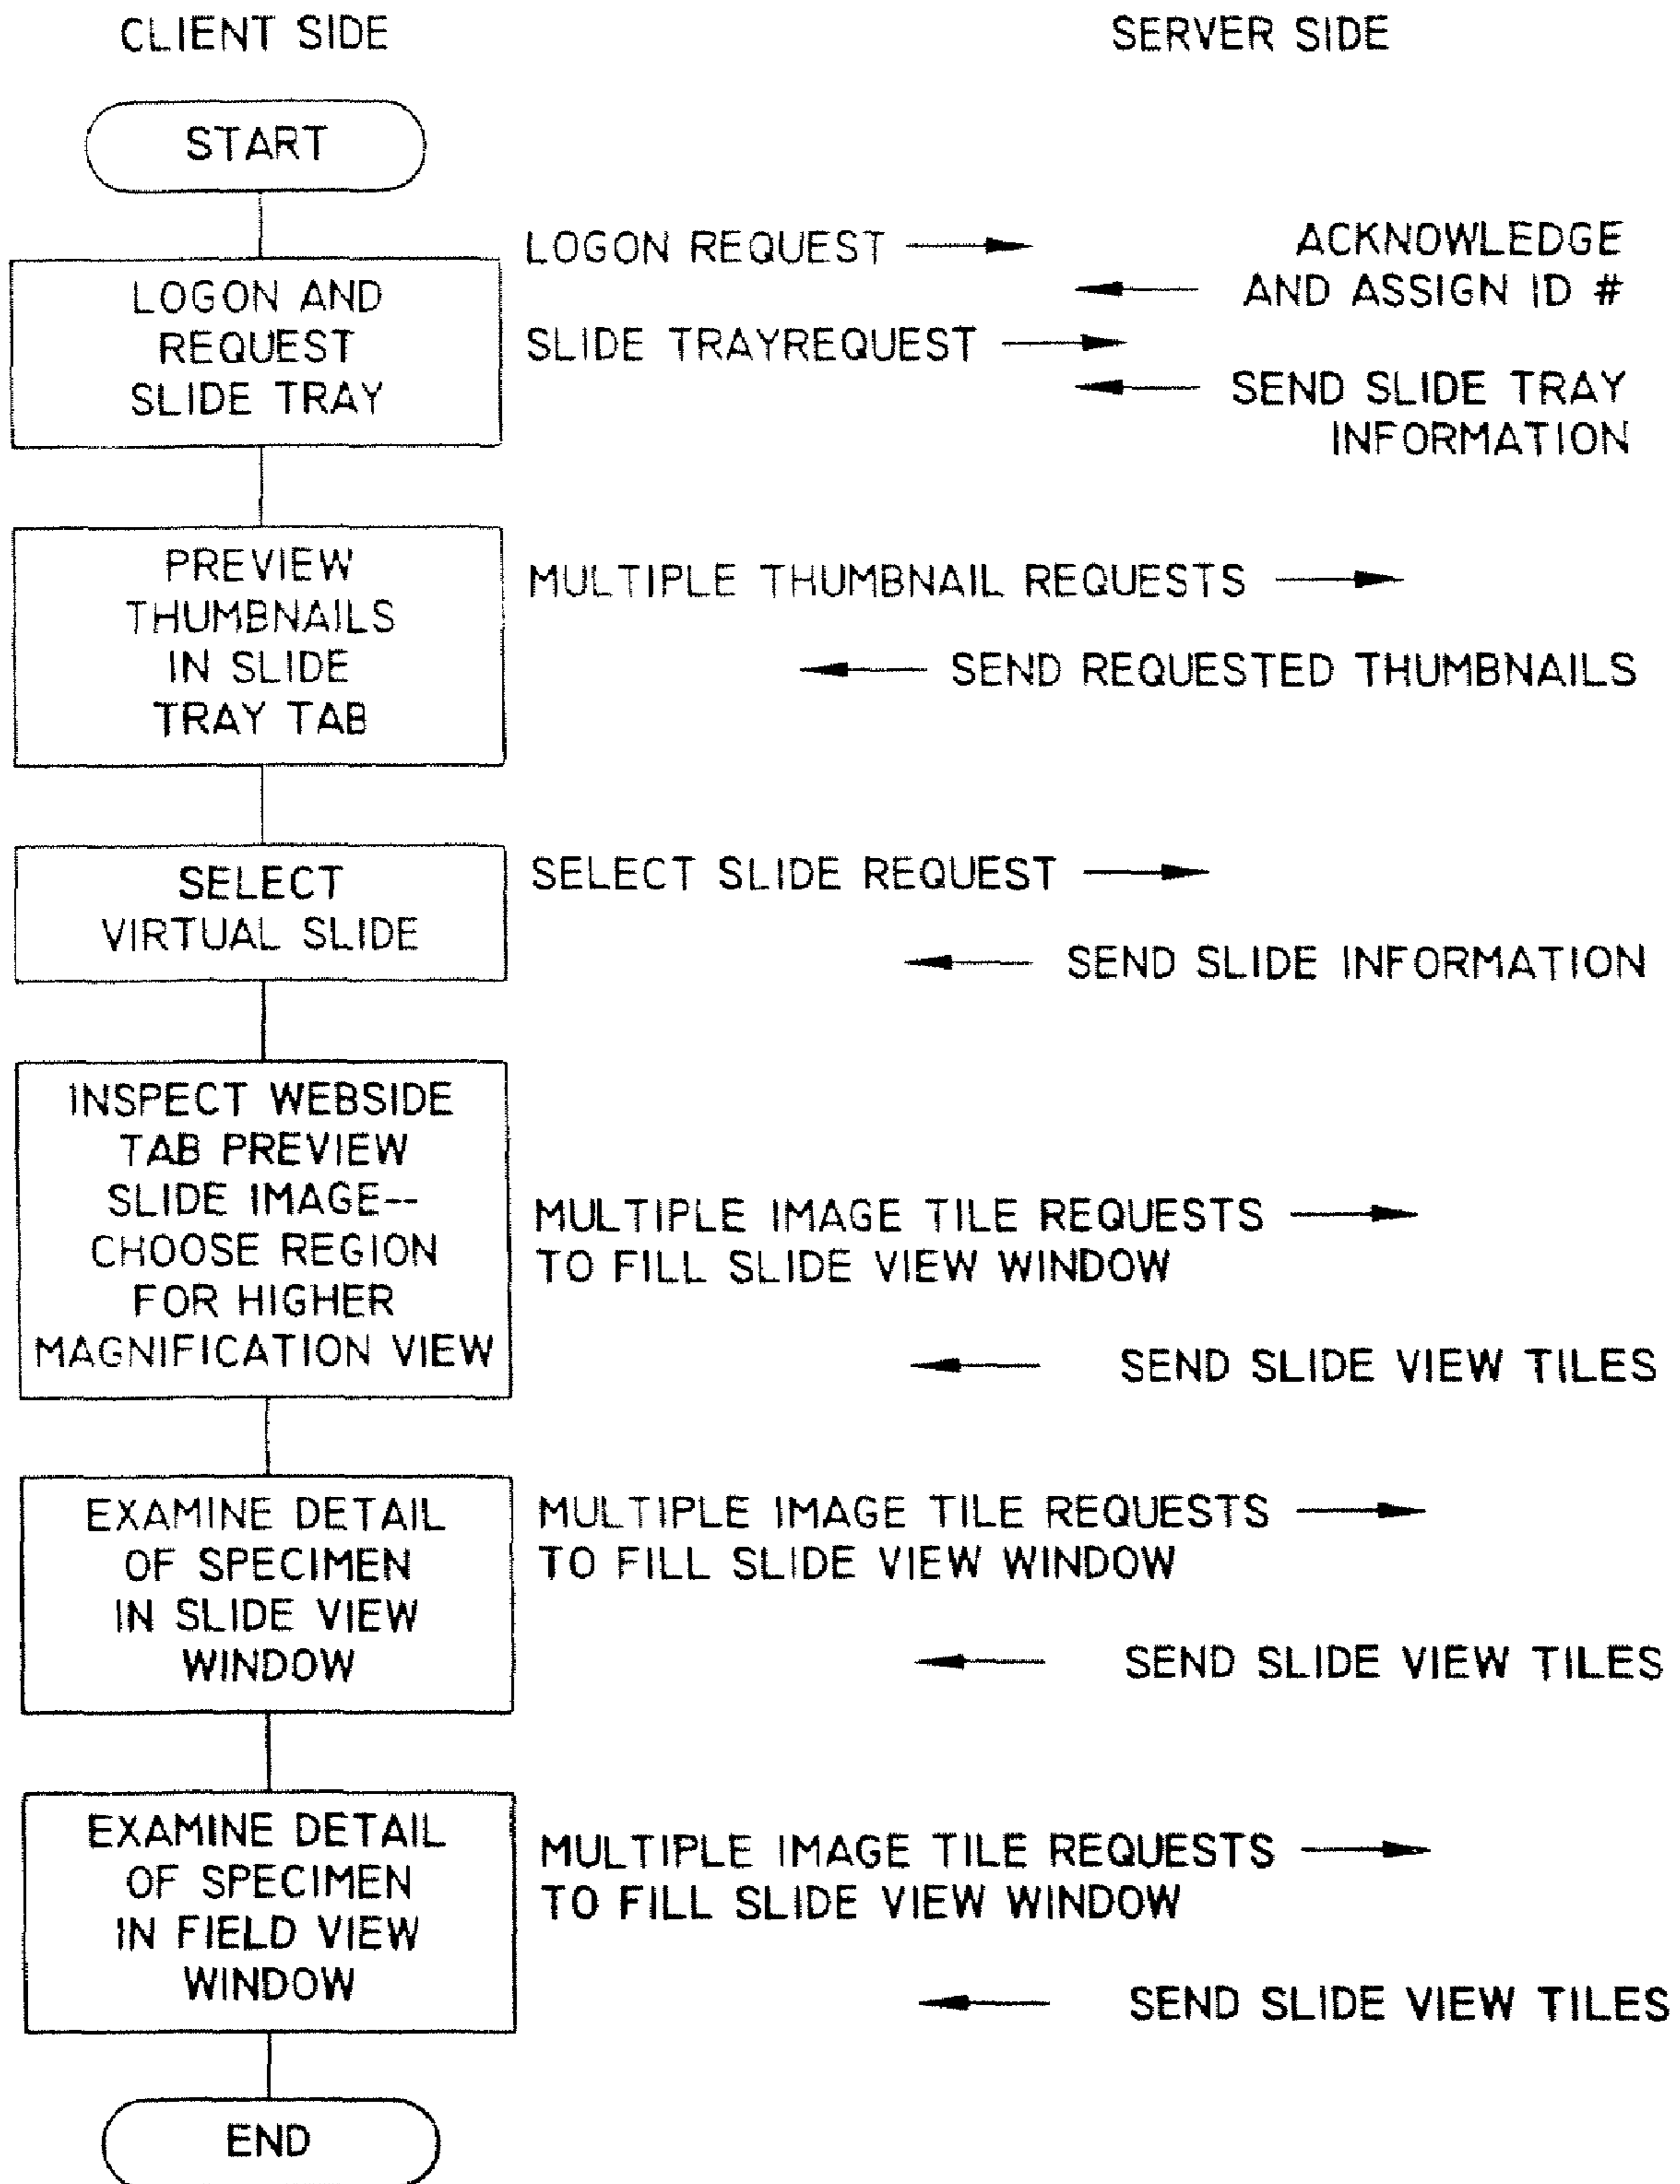 CLIENT SIDE
SERVER SIDE
START
LOGON AND
REQUEST
SLIDE TRAY
LOGON REQUEST
ACKNOWLEDGE
AND ASSIGN ID #
SLIDE TRAYREQUEST
SEND SLIDE TRAY
INFORMATION
PREVIEW
THUMBNAILS
IN SLIDE
TRAY TAB
MULTIPLE THUMBNAIL REQUESTS
SEND REQUESTED THUMBNAILS
SELECT
VIRTUAL SLIDE
SELECT SLIDE REQUEST
SEND SLIDE INFORMATION
INSPECT WEBSIDE
TAB PREVIEW
SLIDE IMAGE--
CHOOSE REGION
FOR HIGHER
MAGNIFICATION VIEW
MULTIPLE IMAGE TILE REQUESTS
TO FILL SLIDE VIEW WINDOW
SEND SLIDE VIEW TILES
EXAMINE DETAIL
OF SPECIMEN
IN SLIDE VIEW
WINDOW
MULTIPLE IMAGE TILE REQUESTS
TO FILL SLIDE VIEW WINDOW
SEND SLIDE VIEW TILES
EXAMINE DETAIL
OF SPECIMEN
IN FIELD VIEW
WINDOW
MULTIPLE IMAGE TILE REQUESTS
TO FILL SLIDE VIEW WINDOW
SEND SLIDE VIEW TILES
END